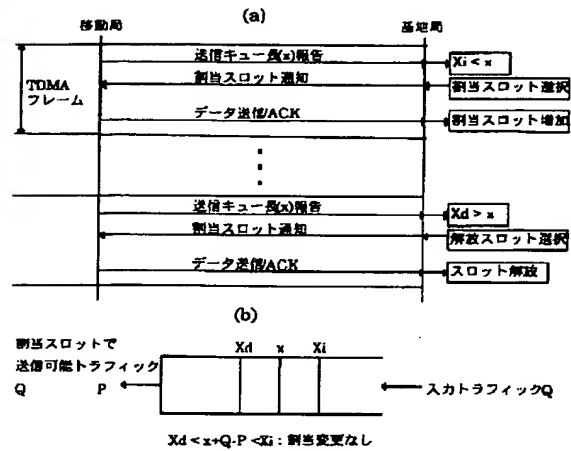 (a)
移動局
基地局
TDMA
フレーム
送信キュー長(x)報告
Xi < x
割当スロット通知
割当スロット選択
データ送信/ACK
割当スロット増加
送信キュー長(x)報告
Xd > x
割当スロット通知
解放スロット選択
データ送信/ACK
スロット解放
(b)
割当スロットで
送信可能トラフィック
Q P
Xd x Xi
入力トラフィックQ
Xd < x+Q-P <Xi : 割当変更なし